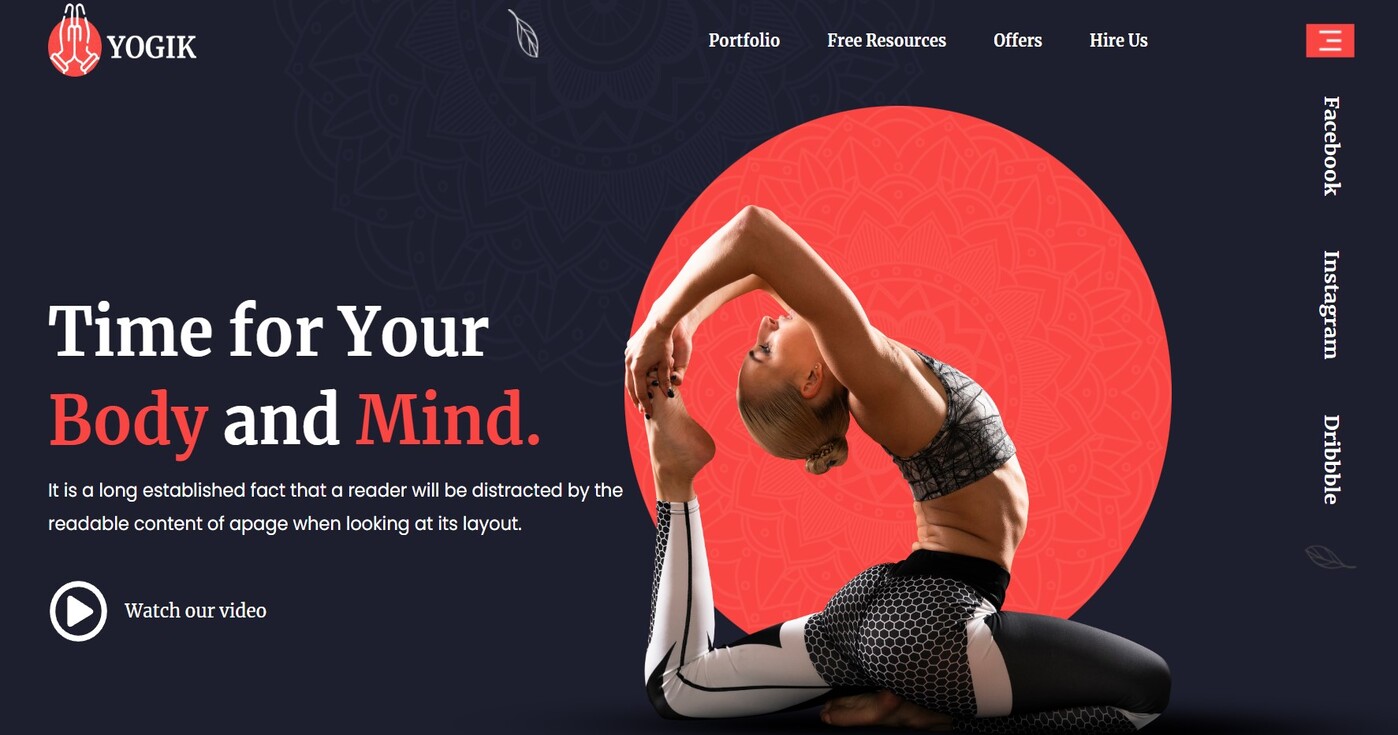 YOGIK
Portfolio
Free Resources
Offers
Hire Us
Facebook
Instagram
Dribbble
Time for Your
Body and Mind.
It is a long established fact that a reader will be distracted by the
readable content of apage when looking at its layout.
Watch our video